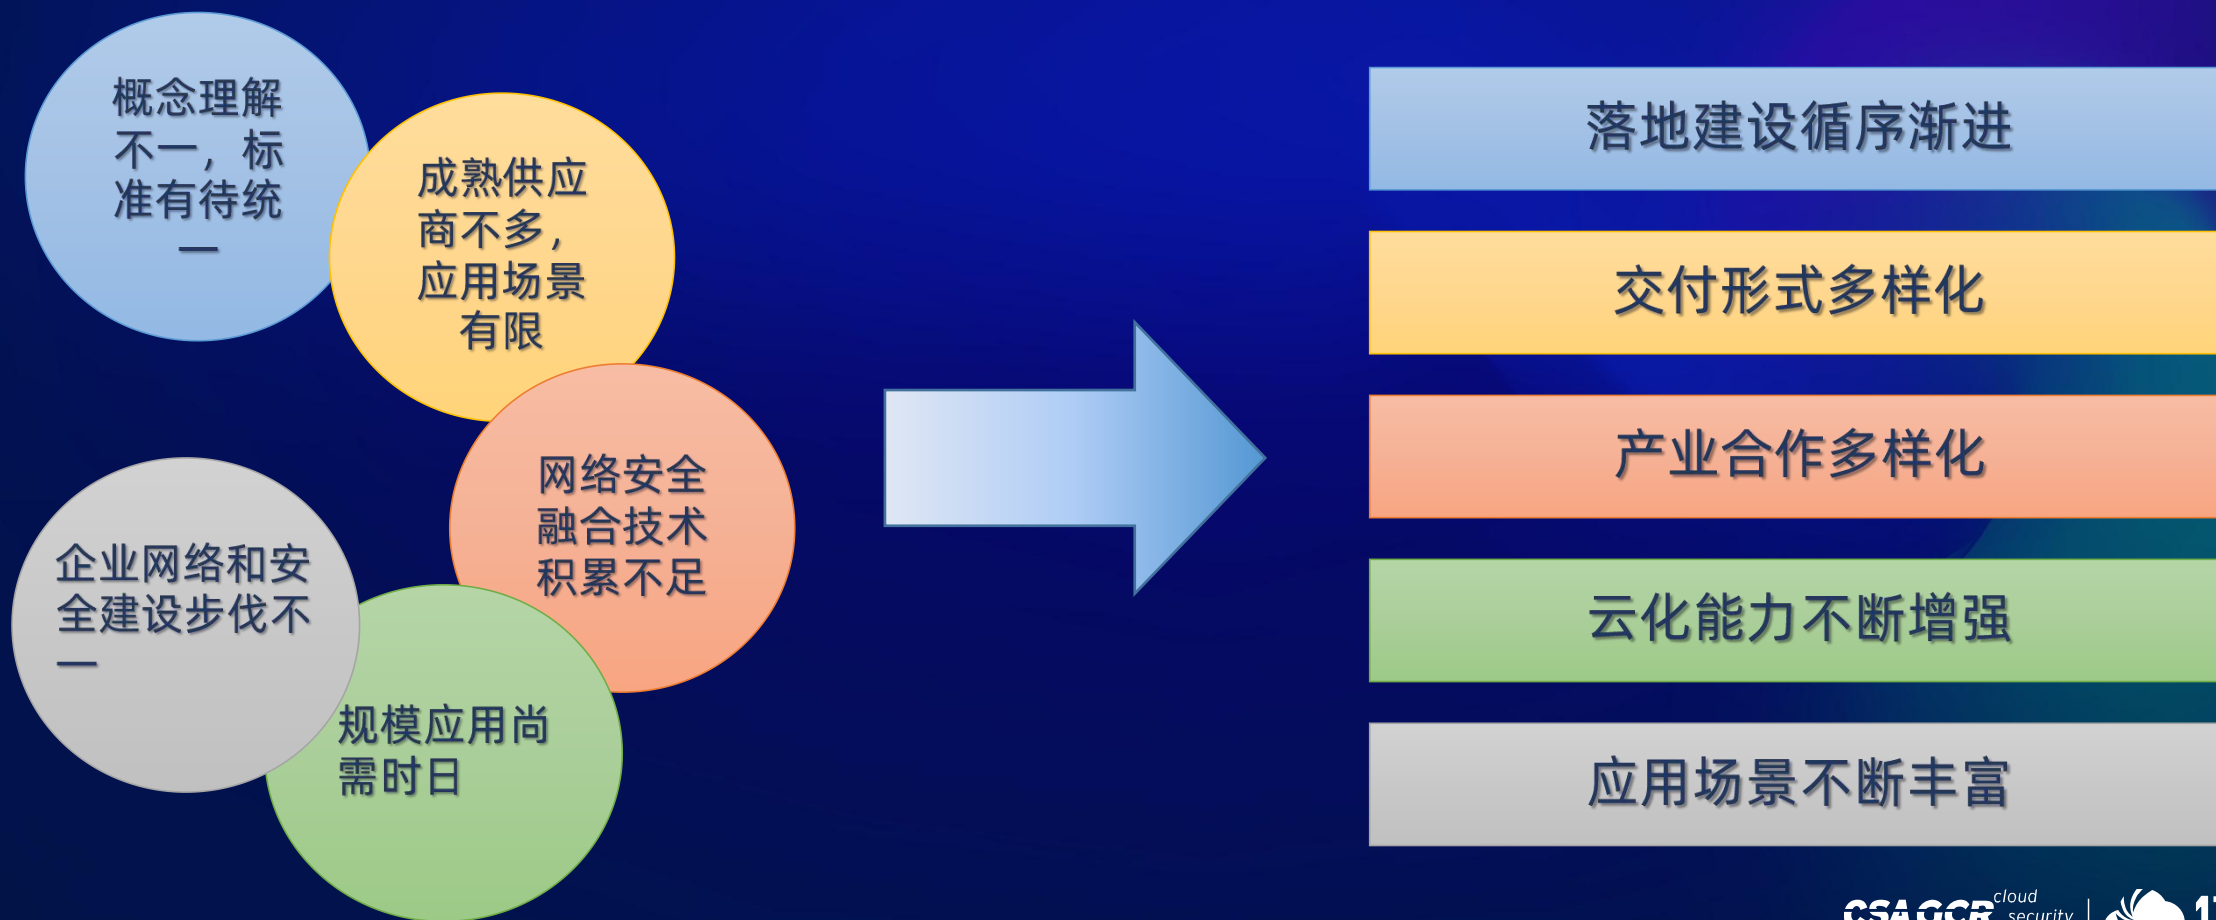 概念理解
不一，标
准有待统
一
成熟供应
商不多，
应用场景
有限
网络安全
融合技术
积累不足
企业网络和安
全建设步伐不
一
规模应用尚
需时日
落地建设循序渐进
交付形式多样化
产业合作多样化
云化能力不断增强
应用场景不断丰富
CSA GCR cloud
security